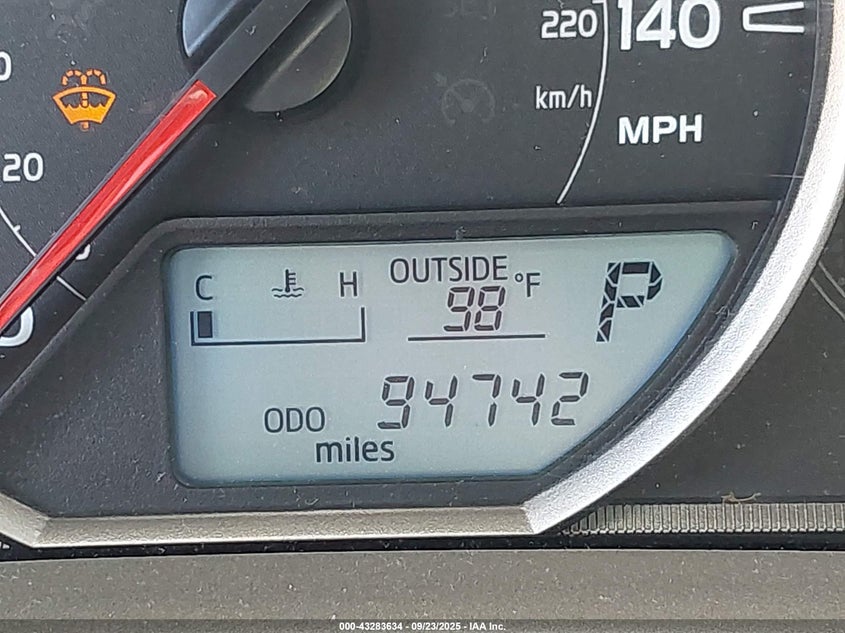 220 140
km/h
MPH
20
C H OUTSIDE °F P
98
ODO 94742
miles
000-43283634 - 09/23/2025 - IAA Inc.